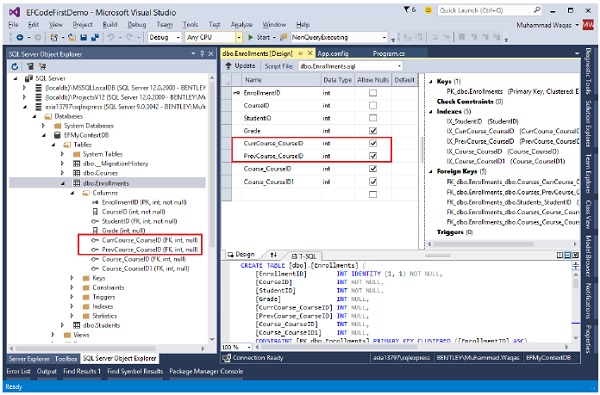 EFCodeFirstDemo - Microsoft Visual Studio
6
Quick Launch (Ctrl+Q)
File Edit View Project Build Debug Team SQL Tools Test Architecture Analyze Window Help
Muhammad Waqas
Debug Any CPU Start NonQueryExecuting
SQL Server Object Explorer
SQL Server
(localdb)\MSSQLLocalDB (SQL Server 12.0.2000 - BENTLEY\Mu
(localdb)\ProjectsV12 (SQL Server 12.0.2000 - BENTLEY\Muh
asia13797\sqlexpress (SQL Server 9.0.3042 - BENTLEY\Muhar
Databases
System Databases
EFMyContextDB
Tables
System Tables
dbo.__MigrationHistory
dbo.Courses
dbo.Enrollments
Columns
EnrollmentID (PK, int, not null)
CourseID (int, not null)
StudentID (FK, int, not null)
Grade (int, null)
CurrCourse_CourseID (FK, int, null)
PrevCourse_CourseID (FK, int, null)
Course_CourseID (FK, int, null)
Course_CourseID1 (FK, int, null)
Keys
Constraints
Triggers
Indexes
Statistics
dbo.Students
Views
Server Explorer Toolbox SQL Server Object Explorer
dbo.Enrollments [Design] App.config Program.cs
Update Script File: dbo.Enrollments.sql
Name Data Type Allow Nulls Default
EnrollmentID int
CourseID int
StudentID int
Grade int
CurrCourse_CourseID int
PrevCourse_CourseID int
Course_CourseID int
Course_CourseID1 int
Keys (1)
PK_dbo.Enrollments (Primary Key, Clustered:
Check Constraints (0)
Indexes (5)
IX_StudentID (StudentID)
IX_CurrCourse_CourseID (CurrCourse_CourseID)
IX_PrevCourse_CourseID (PrevCourse_CourseID)
IX_Course_CourseID (Course_CourseID)
IX_Course_CourseID1 (Course_CourseID1)
Foreign Keys
FK_dbo.Enrollments_dbo.Courses_CurrCourse_
FK_dbo.Enrollments_dbo.Courses_PrevCourse_
FK_dbo.Enrollments_dbo.Students_StudentID
FK_dbo.Enrollments_dbo.Courses_Course_Cours
FK_dbo.Enrollments_dbo.Courses_Course_Cours
Triggers (0)
Design T-SQL
CREATE TABLE [dbo].[Enrollments] (
[EnrollmentID] INT IDENTITY (1, 1) NOT NULL,
[CourseID] INT NOT NULL,
[StudentID] INT NOT NULL,
[Grade] INT NULL,
[CurrCourse_CourseID] INT NULL,
[PrevCourse_CourseID] INT NULL,
[Course_CourseID] INT NULL,
[Course_CourseID1] INT NULL,
CONSTRAINT [PK_dbo.Enrollments] PRIMARY KEY CLUSTERED ([EnrollmentID] ASC)
100 %
Connection Ready asia13797\sqlexpress BENTLEY\Muhammad.Waqas EFMyContextDB
Diagnostic Tools
Solution Explorer
Team Explorer
Class View
Model Browser
Notifications
Properties
Error List Output Find Results 1 Find Symbol Results Package Manager Console
Ready